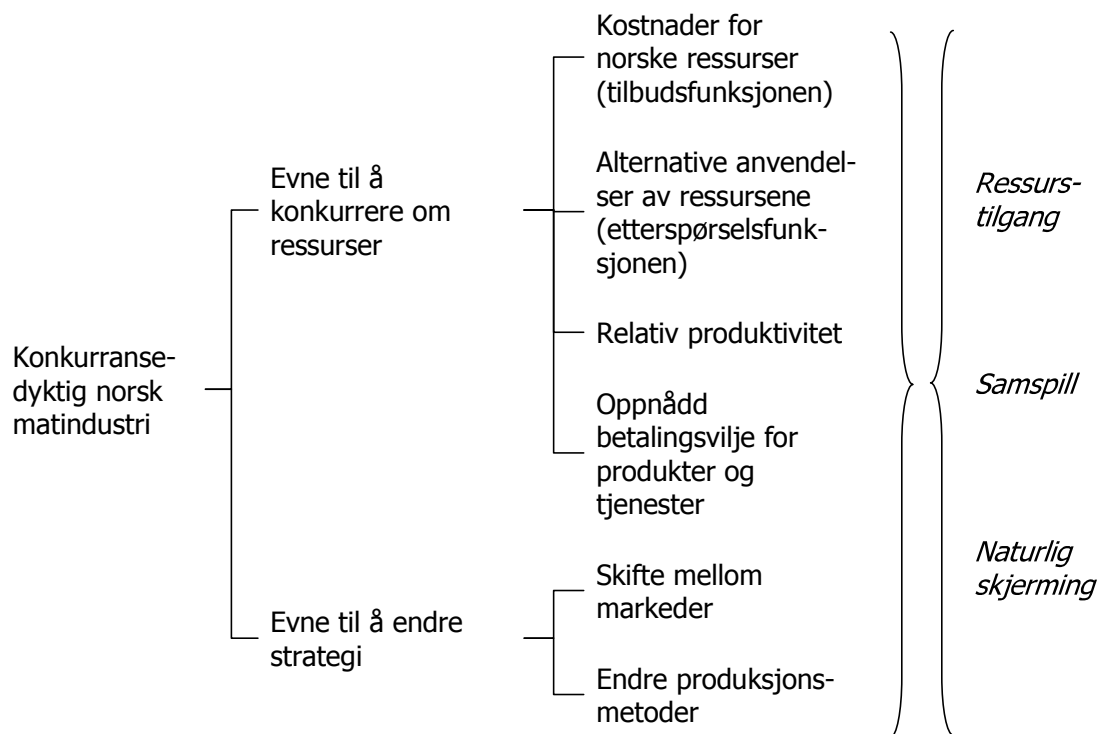 Kostnader for
norske ressurser
(tilbudsfunksjonen)
Alternative anvendel-
ser av ressursene
(etterspørselsfunk-
sjonen)
Relativ produktivitet
Oppnådd
betalingsvilje for
produkter og
tjenester
Skifte mellom
markeder
Endre produksjons-
metoder
Evne til å
konkurrere om
ressurser
Evne til å endre
strategi
Konkurranse-
dyktig norsk
matindustri
Ressurs-
tilgang
Samspill
Naturlig
skjerming